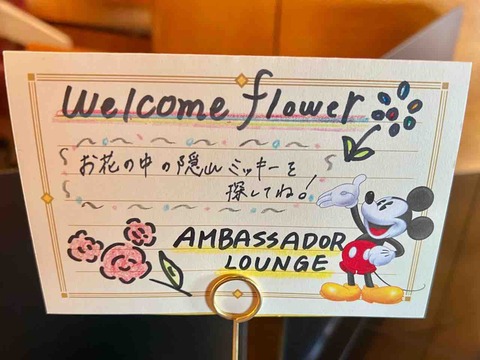 Welcome flower
お花の中の隠れミッキーを
探してね!
AMBASSADOR
LOUNGE